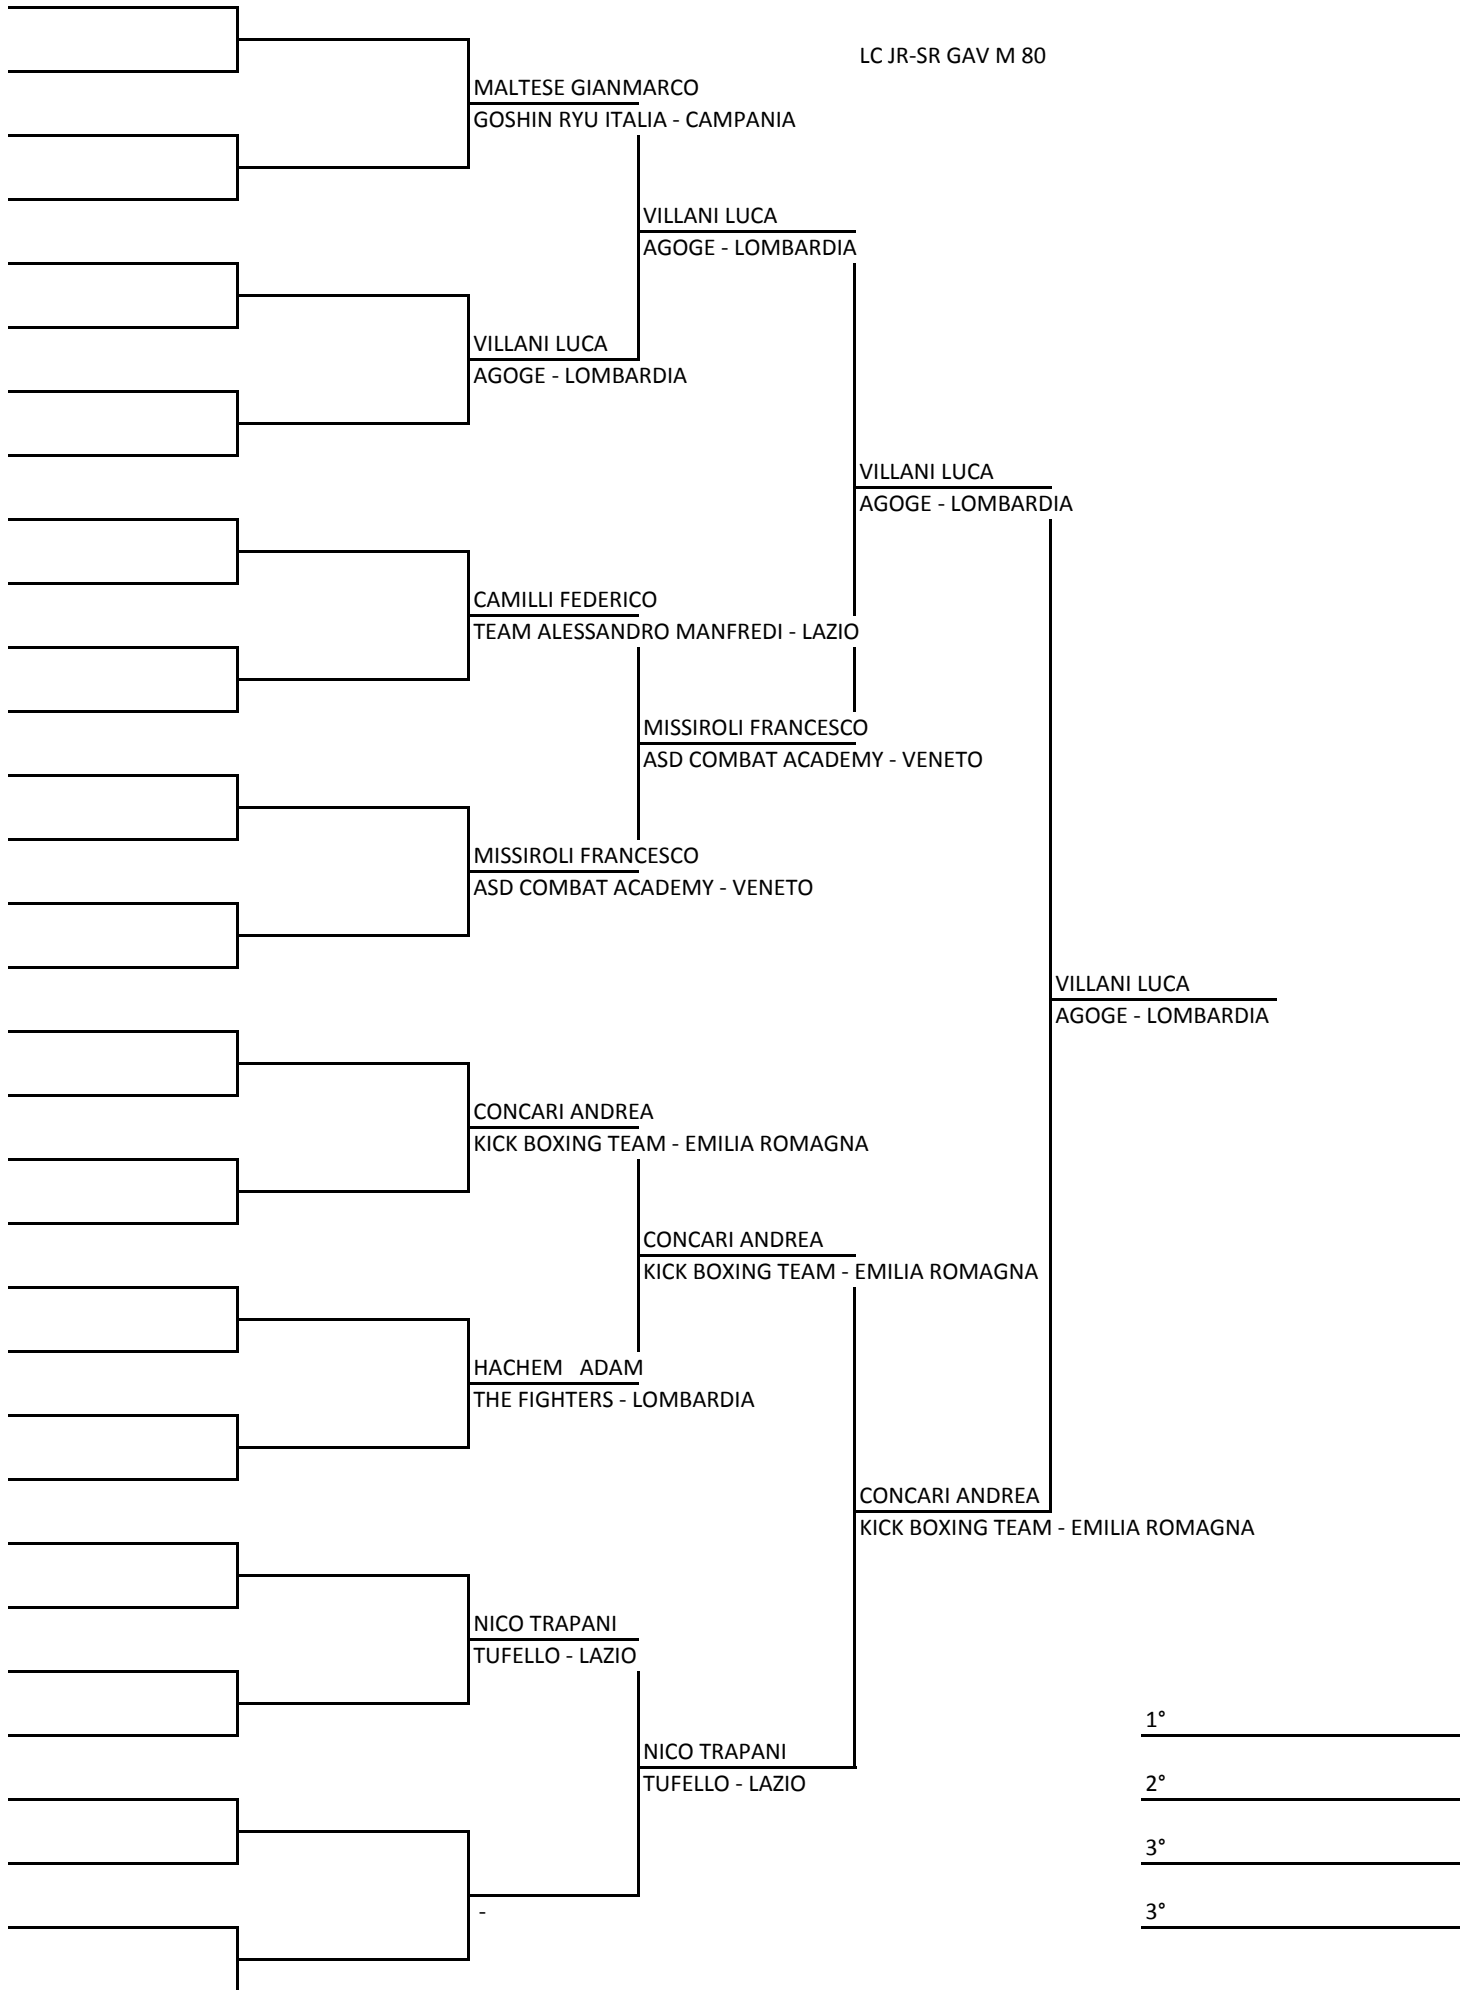 LC JR-SR GAV M 80
MALTESE GIANMARCO
GOSHIN RYU ITALIA - CAMPANIA
VILLANI LUCA
AGOGE - LOMBARDIA
VILLANI LUCA
AGOGE - LOMBARDIA
VILLANI LUCA
AGOGE - LOMBARDIA
CAMILLI FEDERICO
TEAM ALESSANDRO MANFREDI - LAZIO
MISSIROLI FRANCESCO
ASD COMBAT ACADEMY - VENETO
MISSIROLI FRANCESCO
ASD COMBAT ACADEMY - VENETO
VILLANI LUCA
AGOGE - LOMBARDIA
CONCARI ANDREA
KICK BOXING TEAM - EMILIA ROMAGNA
CONCARI ANDREA
KICK BOXING TEAM - EMILIA ROMAGNA
HACHEM   ADAM
THE FIGHTERS - LOMBARDIA
CONCARI ANDREA
KICK BOXING TEAM - EMILIA ROMAGNA
NICO TRAPANI
TUFELLO - LAZIO
1°
NICO TRAPANI
TUFELLO - LAZIO
2°
3°
-
3°